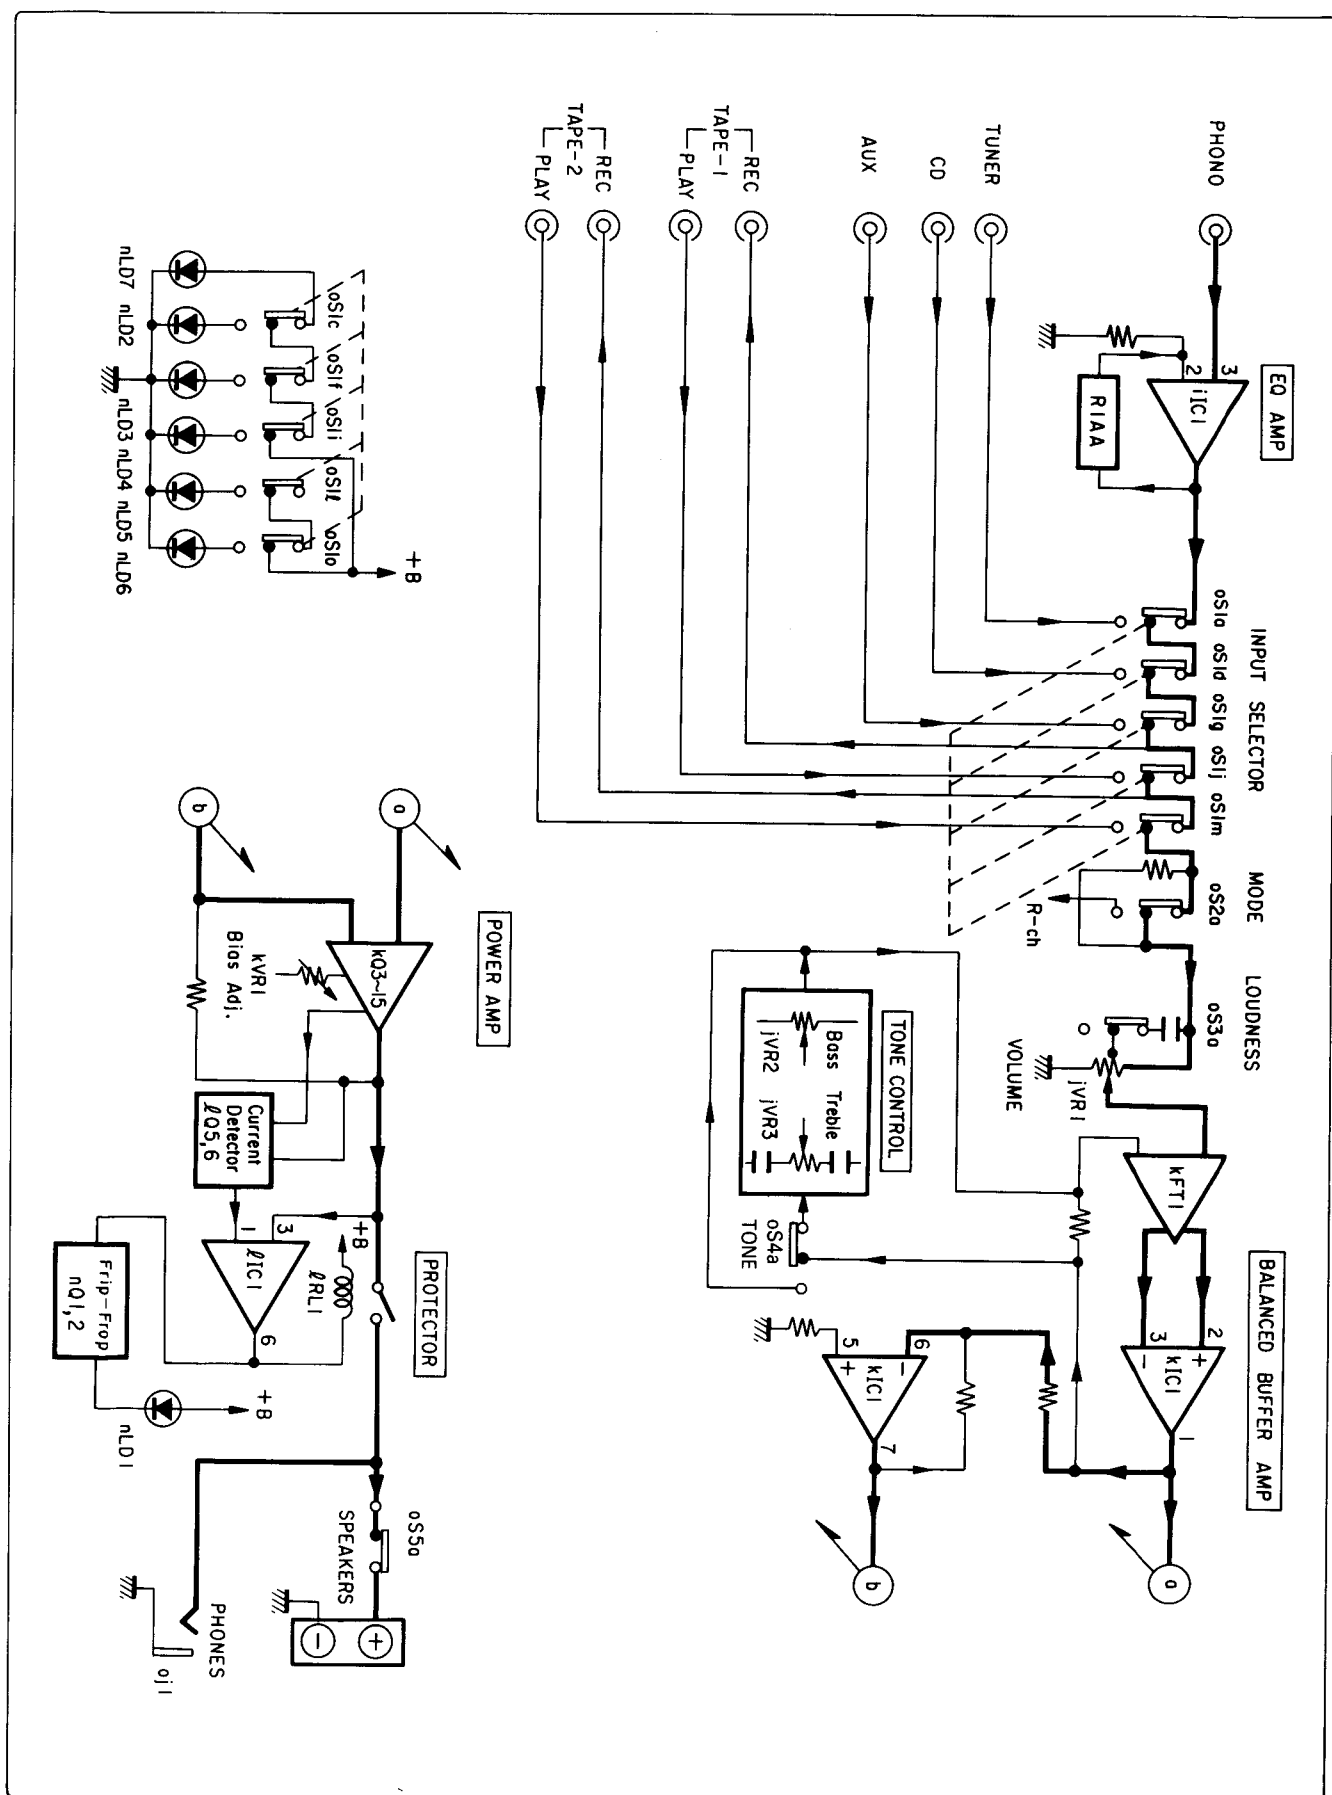 PHONO
TUNER
CD
AUX
REC
TAPE-1
PLAY
REC
TAPE-2
PLAY
EQ AMP
3
2
iIC1
RIAA
INPUT SELECTOR
oS1a
oS1d
oS1g
oS1j
oS1m
MODE
oS2a
R-ch
LOUDNESS
oS3a
VOLUME
jVR1
BALANCED BUFFER AMP
kFT1
2
3
+
-
kIC1
1
a
TONE CONTROL
Bass
Treble
jVR2
jVR3
oS4a
TONE
6
5
-
+
kIC1
7
b
nLD7
nLD2
nLD3
nLD4
nLD5
nLD6
oS1c
oS1f
oS1i
oS1ℓ
oS1o
+B
a
b
POWER AMP
kQ3~15
kVR1
Bias Adj.
Current
Detector
ℓQ5,6
PROTECTOR
3
1
ℓIC1
6
+B
ℓRL1
Frip-Frop
nQ1,2
+B
nLD1
oS5a
SPEAKERS
+
-
PHONES
oj1